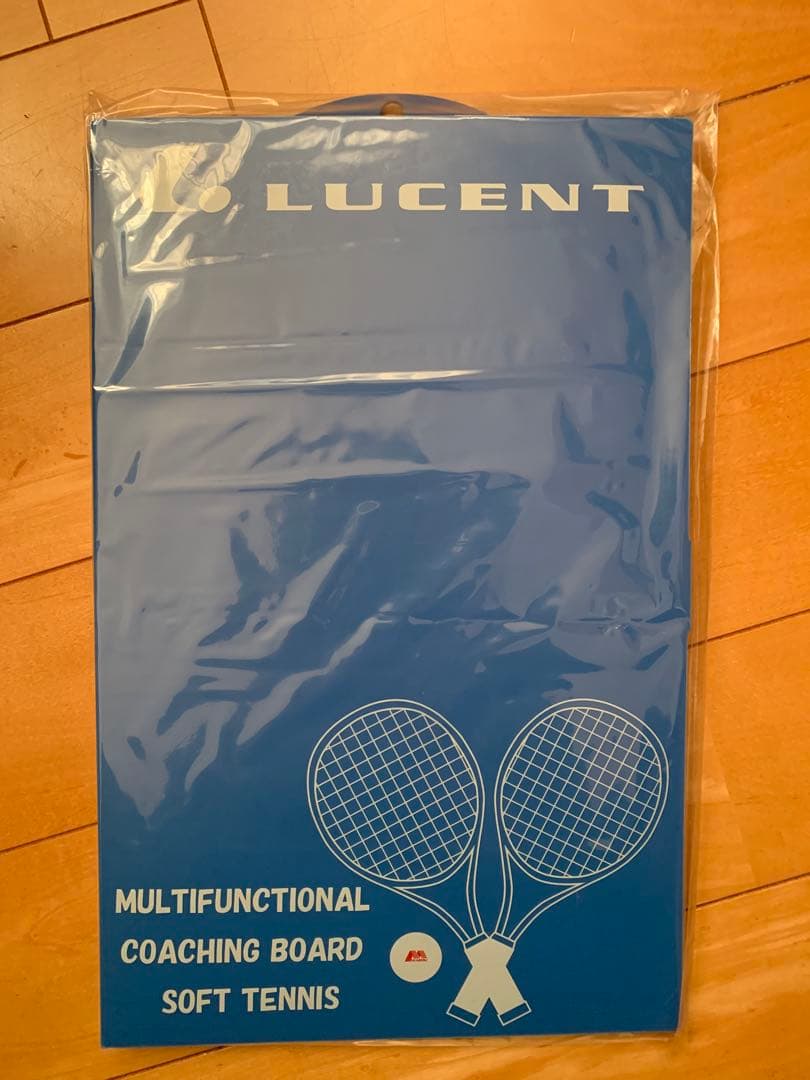 LUCENT
MULTIFUNCTIONAL
COACHING BOARD
SOFT TENNIS